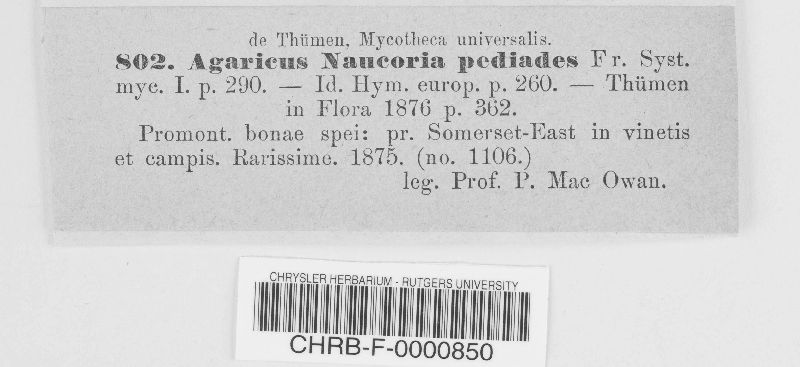 de Thümen, Mycotheca universalis.
802. Agaricus Naucoria pediades Fr. Syst.
myc. I. p. 290. — Id. Hym. europ. p. 260. — Thümen
in Flora 1876 p. 362.
Promont. bonae spei: pr. Somerset-East in vinetis
et campis. Rarissime. 1875. (no. 1106.)
leg. Prof. P. Mac Owan.
CHRYSLER HERBARIUM - RUTGERS UNIVERSITY
CHRB-F-0000850